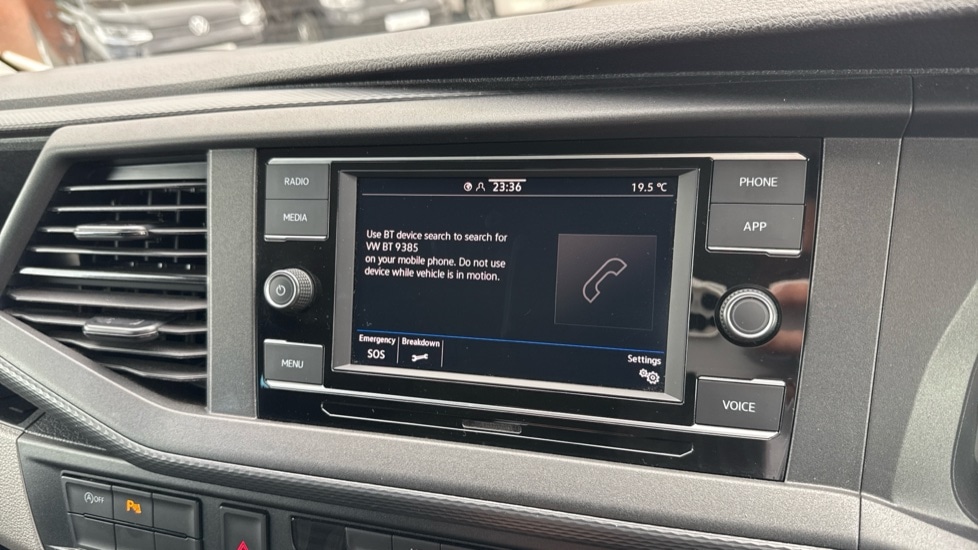 RADIO
MEDIA
MENU
23:36
19.5 °C
Use BT device search to search for
VW BT 9385
on your mobile phone. Do not use
device while vehicle is in motion.
Emergency
SOS
Breakdown
Settings
PHONE
APP
VOICE
A OFF
P